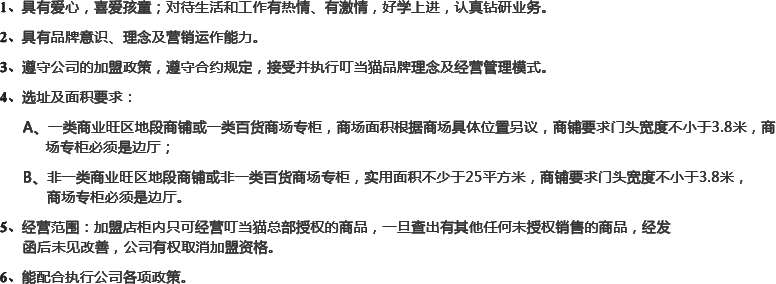 1、具有爱心，喜爱孩童；对待生活和工作有热情、有激情，好学上进，认真钻研业务。
2、具有品牌意识、理念及营销运作能力。
3、遵守公司的加盟政策，遵守合约规定，接受并执行叮当猫品牌理念及经营管理模式。
4、选址及面积要求：
A、一类商业旺区地段商铺或一类百货商场专柜，商场面积根据商场具体位置另议，商铺要求门头宽度不小于3.8米，商
场专柜必须是边厅；
B、非一类商业旺区地段商铺或非一类百货商场专柜，实用面积不少于25平方米，商铺要求门头宽度不小于3.8米，
商场专柜必须是边厅。
5、经营范围：加盟店柜内只可经营叮当猫总部授权的商品，一旦查出有其他任何未授权销售的商品，经发
函后未见改善，公司有权取消加盟资格。
6、能配合执行公司各项政策。